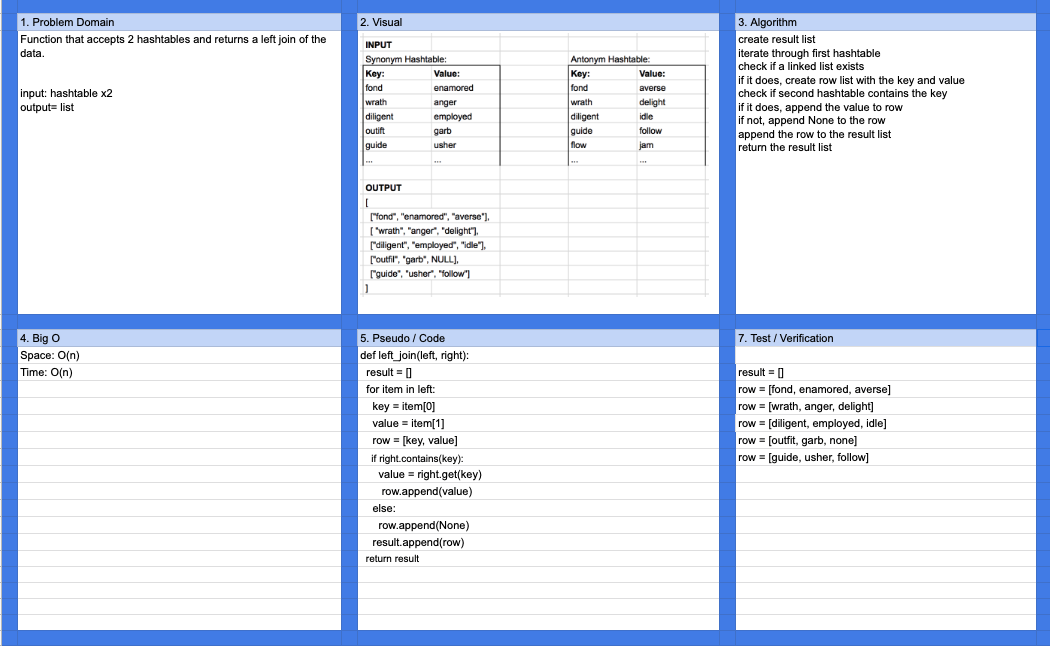 1. Problem Domain
Function that accepts 2 hashtables and returns a left join of the
data.
input: hashtable x2
output= list
2. Visual
INPUT
Synonym Hashtable: Antonym Hashtable:
Key: Value: Key: Value:
fond enamored fond averse
wrath anger wrath delight
diligent employed diligent idle
outift garb guide follow
guide usher flow jam
... ... ... ...
OUTPUT
[
["fond", "enamored", "averse"],
[ "wrath", "anger", "delight"],
["diligent", "employed", "idle"],
["outfil", "garb", NULL],
["guide", "usher", "follow"]
]
3. Algorithm
create result list
iterate through first hashtable
check if a linked list exists
if it does, create row list with the key and value
check if second hashtable contains the key
if it does, append the value to row
if not, append None to the row
append the row to the result list
return the result list
4. Big O
Space: O(n)
Time: O(n)
5. Pseudo / Code
def left_join(left, right):
result = []
for item in left:
key = item[0]
value = item[1]
row = [key, value]
if right.contains(key):
value = right.get(key)
row.append(value)
else:
row.append(None)
result.append(row)
return result
7. Test / Verification
result = []
row = [fond, enamored, averse]
row = [wrath, anger, delight]
row = [diligent, employed, idle]
row = [outfit, garb, none]
row = [guide, usher, follow]